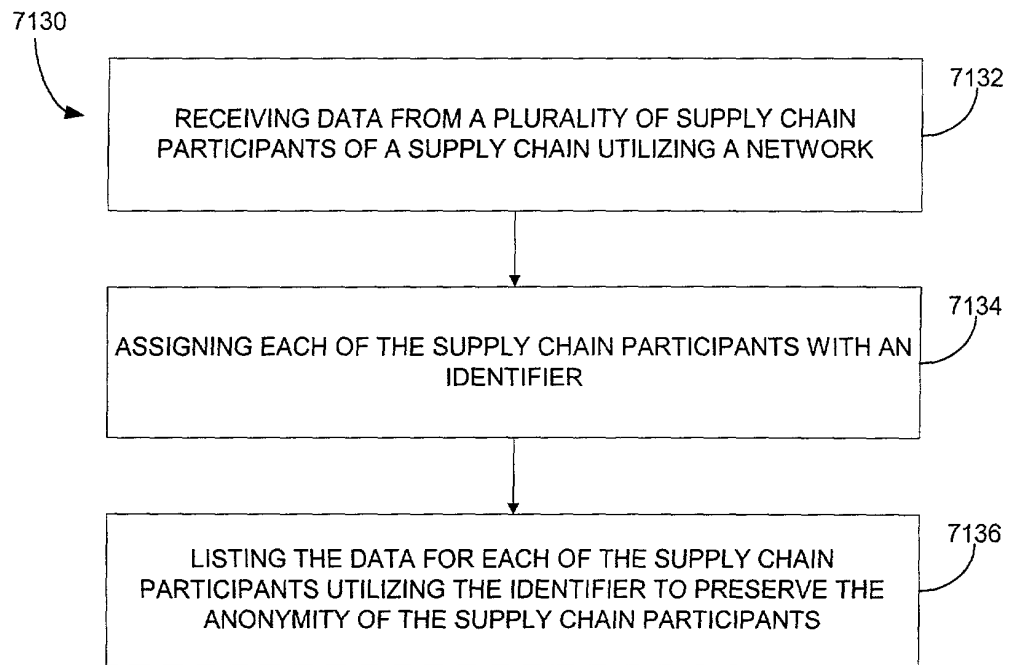 7130
7132
RECEIVING DATA FROM A PLURALITY OF SUPPLY CHAIN
PARTICIPANTS OF A SUPPLY CHAIN UTILIZING A NETWORK
7134
ASSIGNING EACH OF THE SUPPLY CHAIN PARTICIPANTS WITH AN
IDENTIFIER
7136
LISTING THE DATA FOR EACH OF THE SUPPLY CHAIN
PARTICIPANTS UTILIZING THE IDENTIFIER TO PRESERVE THE
ANONYMITY OF THE SUPPLY CHAIN PARTICIPANTS